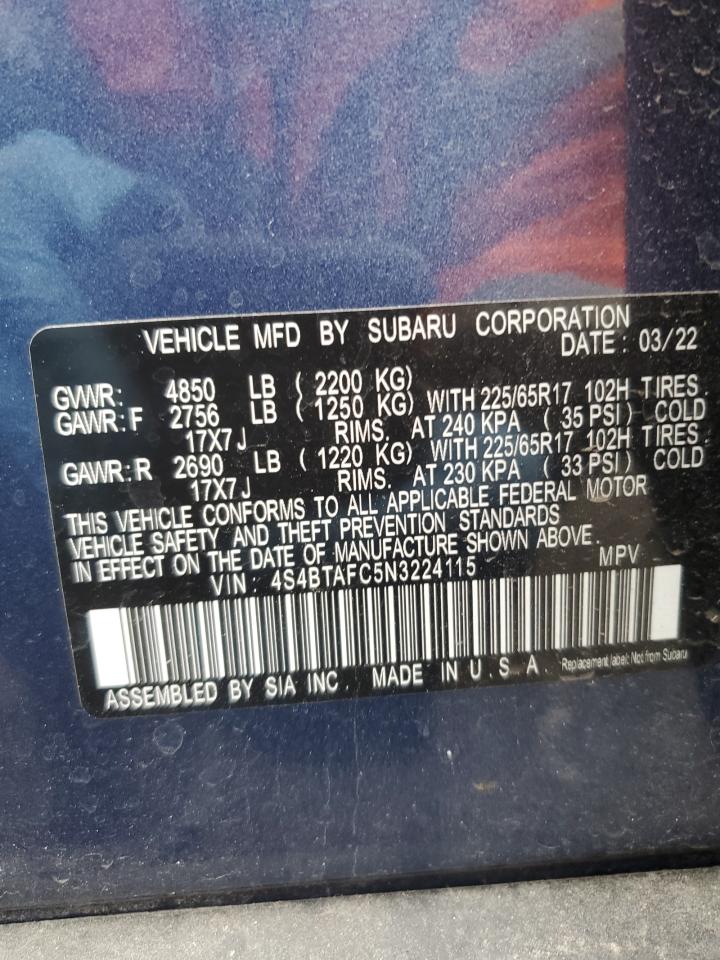 VEHICLE MFD BY SUBARU CORPORATION
DATE: 03/22
GVWR: 4850 LB (2200 KG)
GAWR: F 2756 LB (1250 KG) WITH 225/65R17 102H TIRES
17X7J RIMS. AT 240 KPA (35 PSI) COLD
GAWR: R 2690 LB (1220 KG) WITH 225/65R17 102H TIRES.
17X7J RIMS. AT 230 KPA (33 PSI) COLD
THIS VEHICLE CONFORMS TO ALL APPLICABLE FEDERAL MOTOR
VEHICLE SAFETY AND THEFT PREVENTION STANDARDS
IN EFFECT ON THE DATE OF MANUFACTURE SHOWN ABOVE.
VIN: 4S4BTAFC5N3224115 MPV
ASSEMBLED BY SIA INC. MADE IN U.S.A.
Replacement label: Not from Subaru